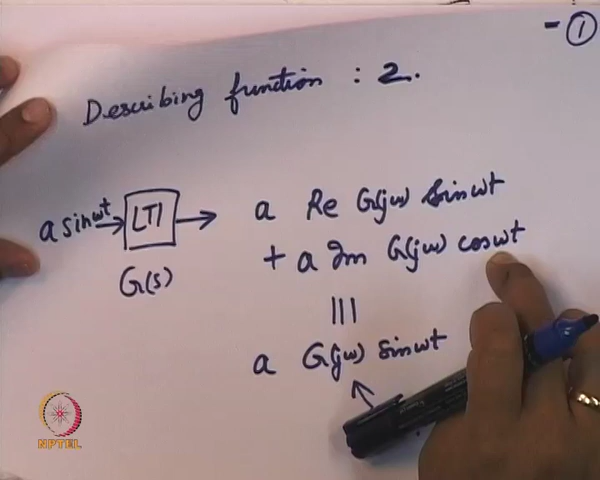 - ①
Describing function : 2.
a sinωt → LTI → a Re G(jω) sinωt
G(s) + a Im G(jω) cosωt
≡
a G(jω) sinωt
NPTEL